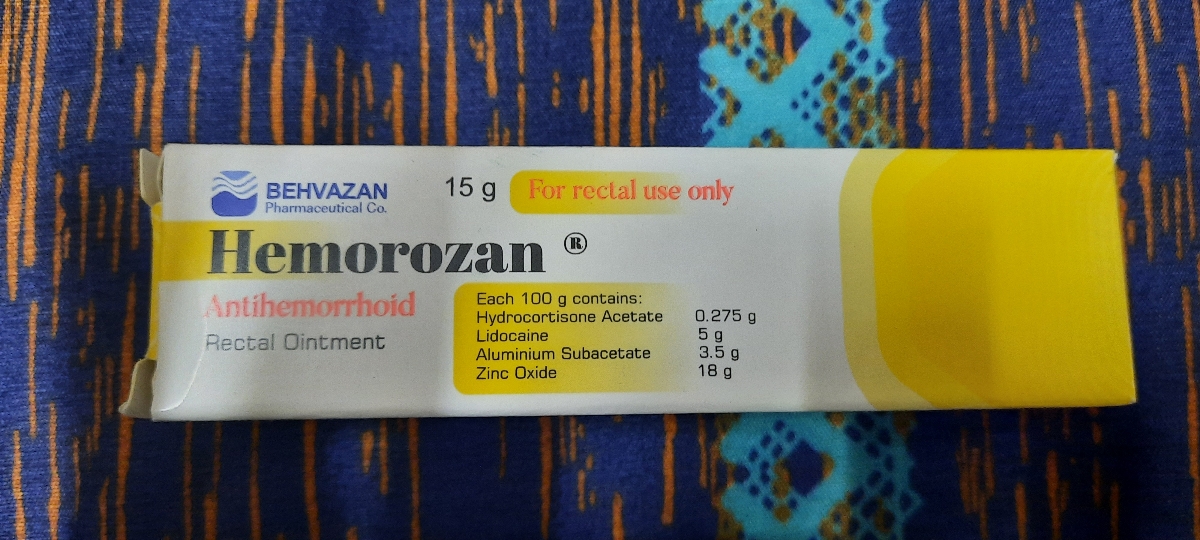 BEHVAZAN
Pharmaceutical Co.
15 g
For rectal use only
Hemorozan ®
Antihemorrhoid
Rectal Ointment
Each 100 g contains:
Hydrocortisone Acetate 0.275 g
Lidocaine 5 g
Aluminium Subacetate 3.5 g
Zinc Oxide 18 g